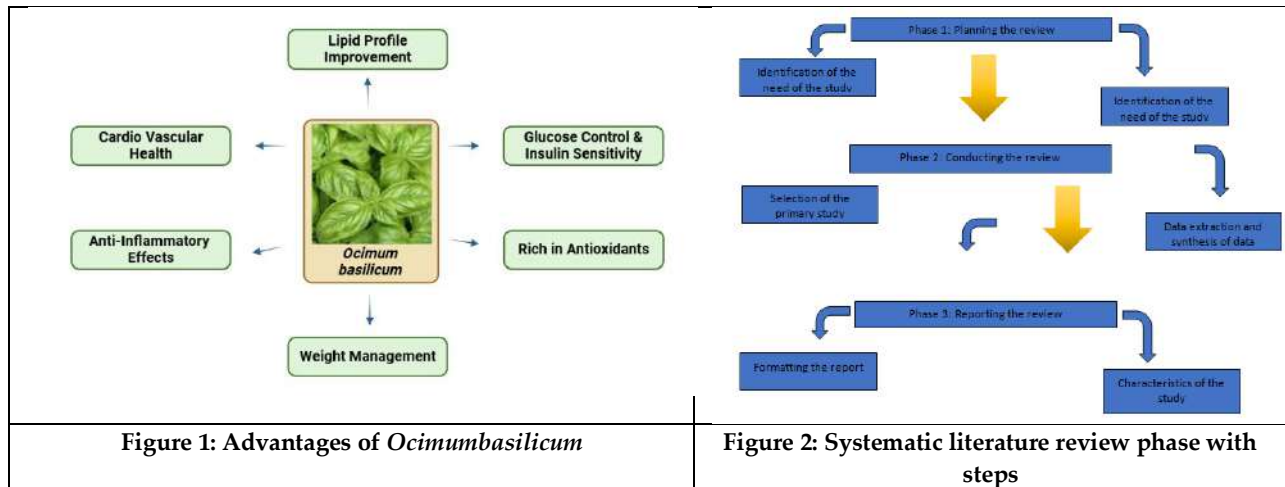 Lipid Profile
Improvement
Cardio Vascular
Health
Glucose Control &
Insulin Sensitivity
Anti-Inflammatory
Effects
Rich in Antioxidants
Ocimum
basilicum
Weight Management
Figure 1: Advantages of Ocimumbasilicum
Phase 1: Planning the review
Identification of the
need of the study
Identification of the
need of the study
Phase 2: Conducting the review
Selection of the
primary study
Data extraction and
synthesis of data
Phase 3: Reporting the review
Formatting the report
Characteristics of the
study
Figure 2: Systematic literature review phase with
steps